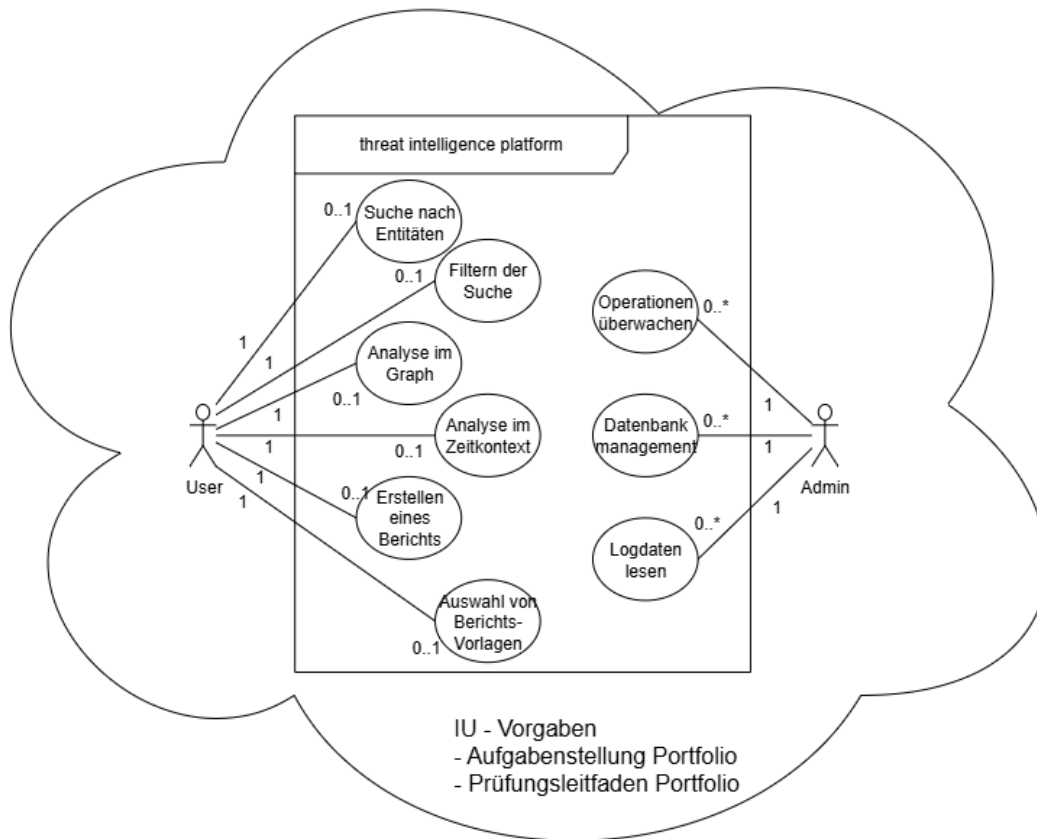 threat intelligence platform
0..1
Suche nach
Entitäten
0..1
Filtern der
Suche
Operationen
überwachen
0..*
1
1
Analyse im
Graph
0..1
1
1
Datenbank
management
0..*
1
Analyse im
Zeitkontext
0..1
1
User
Admin
1
0..1
Erstellen
eines
Berichts
1
1
0..*
Logdaten
lesen
Auswahl von
Berichts-
Vorlagen
0..1
IU - Vorgaben
- Aufgabenstellung Portfolio
- Prüfungsleitfaden Portfolio